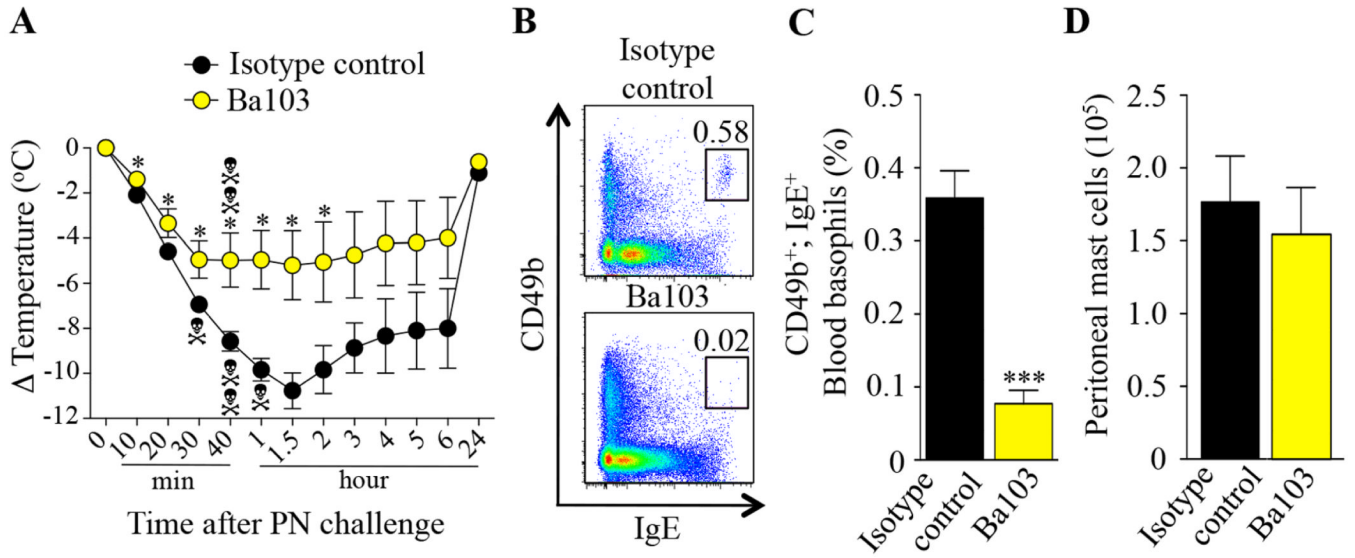 A
Isotype control
Ba103
Δ Temperature (°C)
0
-2
-4
-6
-8
-10
-12
* * * * * * *
0 10 20 30 40 1 1.5 2 3 4 5 6 24
min hour
Time after PN challenge
B
Isotype
control
0.58
Ba103
0.02
CD49b
IgE
C
CD49b⁺; IgE⁺
Blood basophils (%)
0.5
0.4
0.3
0.2
0.1
0
***
Isotype
control
Ba103
D
Peritoneal mast cells (10⁵)
2.5
2.0
1.5
1.0
0.5
0
Isotype
control
Ba103